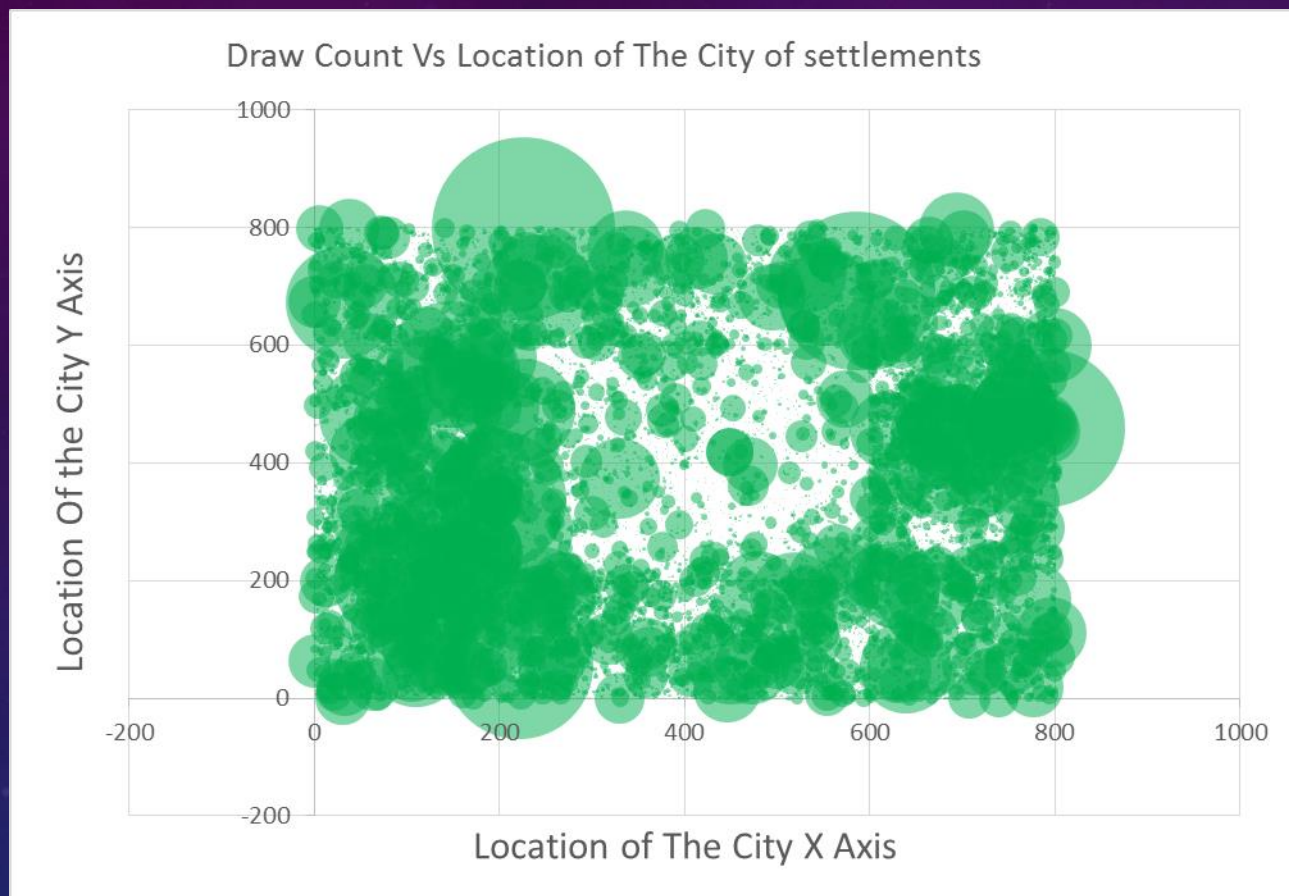 Draw Count Vs Location of The City of settlements
1000
800
600
400
200
0
-200
-200 0 200 400 600 800 1000
Location Of the City Y Axis
Location of The City X Axis